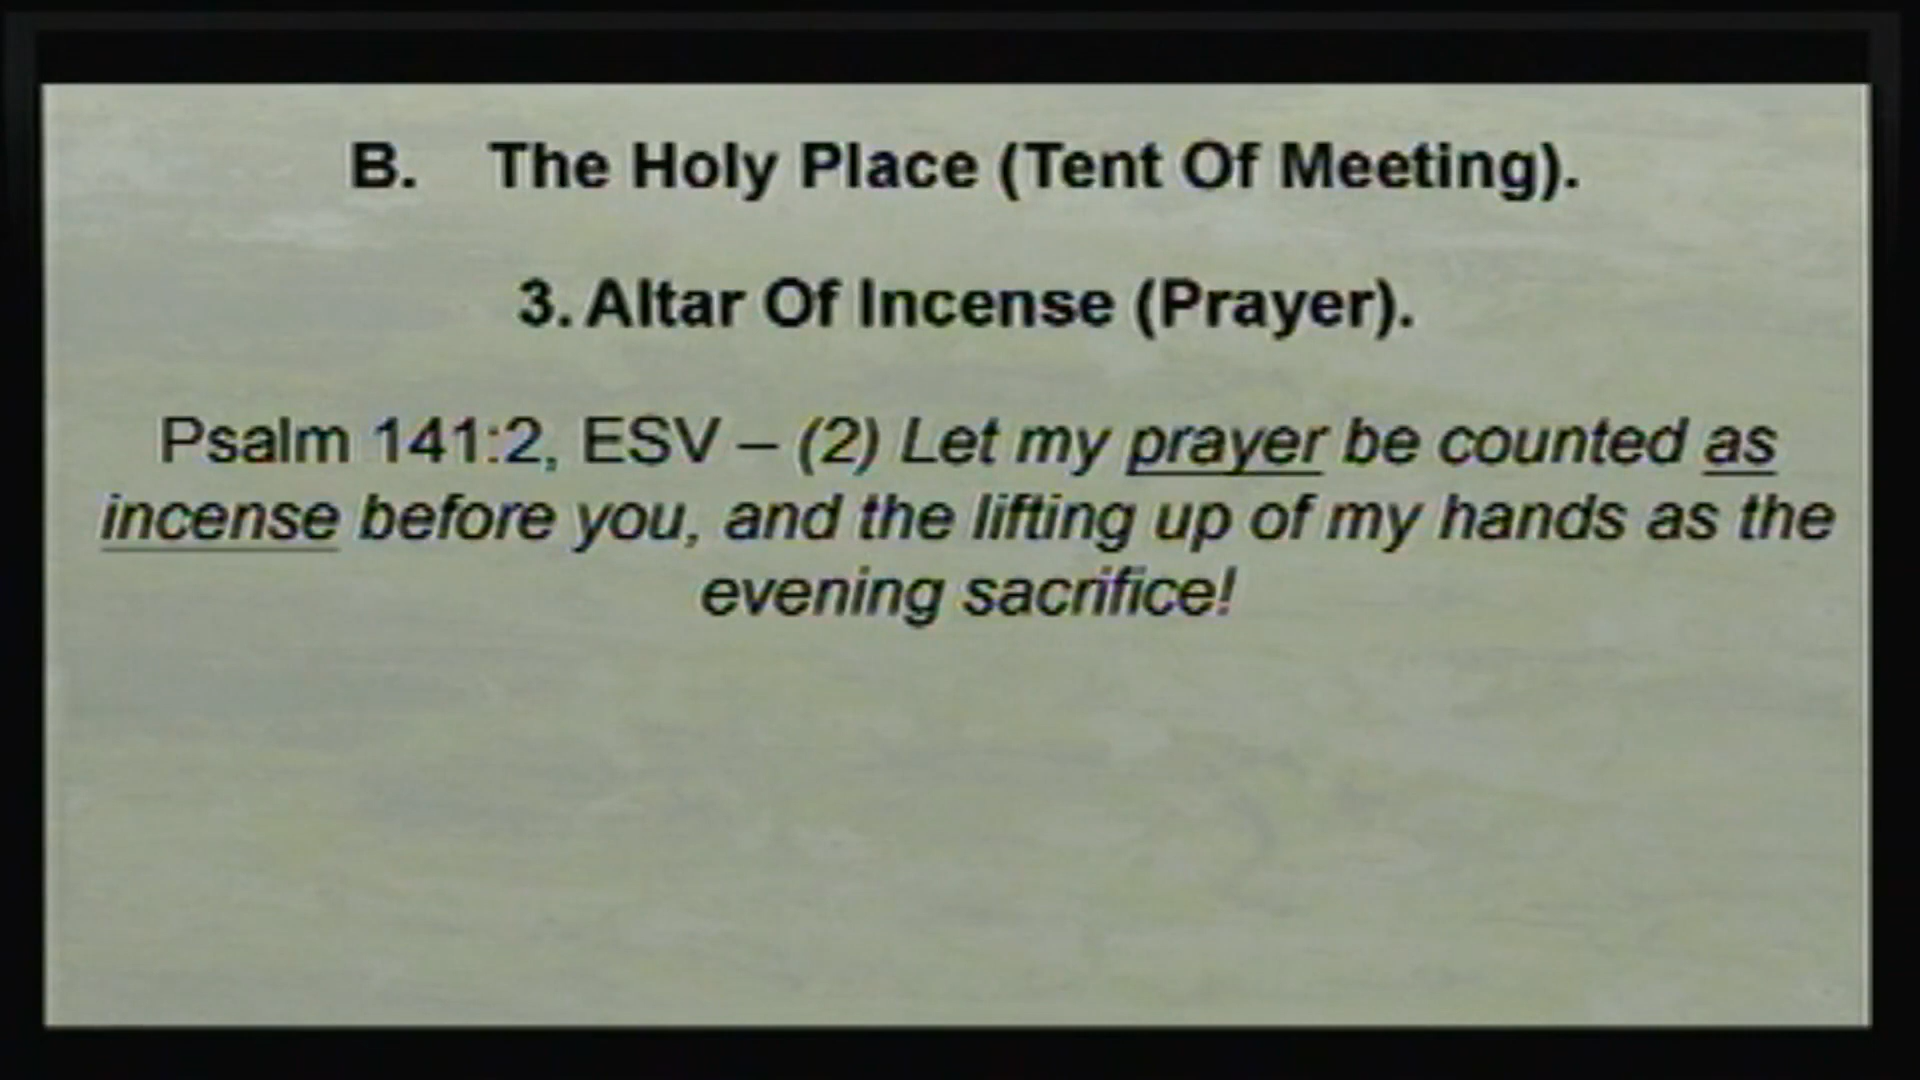 B. The Holy Place (Tent Of Meeting).
3. Altar Of Incense (Prayer).
Psalm 141:2, ESV – (2) Let my prayer be counted as
incense before you, and the lifting up of my hands as the
evening sacrifice!